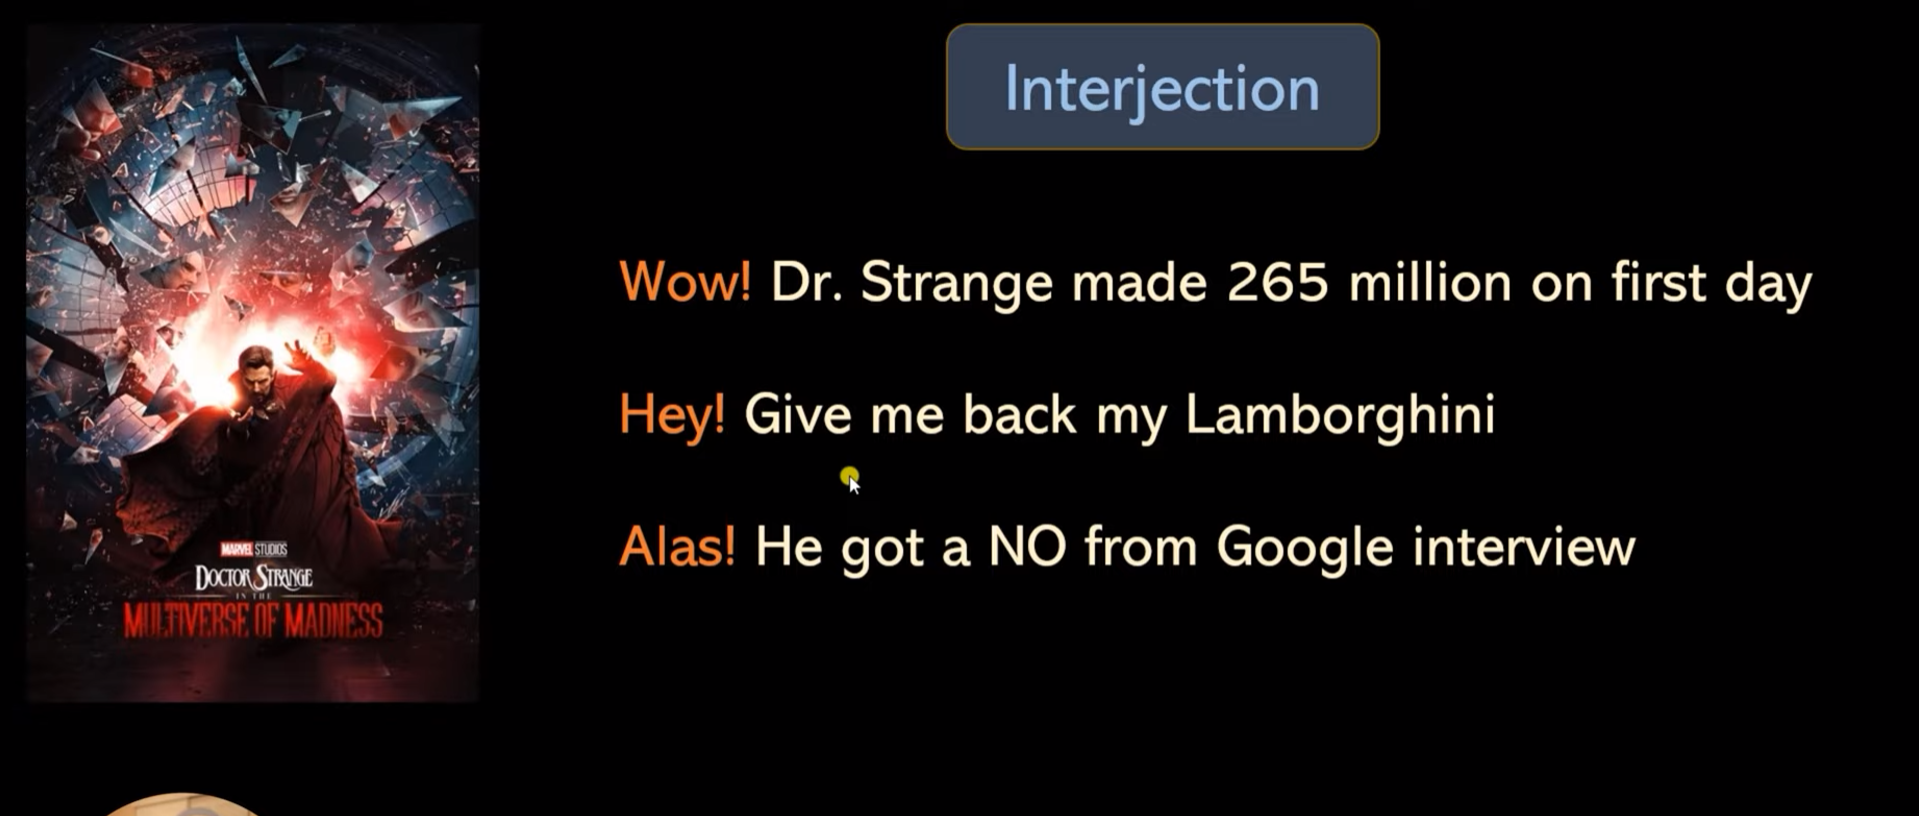 Interjection
Wow! Dr. Strange made 265 million on first day
Hey! Give me back my Lamborghini
Alas! He got a NO from Google interview
MARVEL STUDIOS
DOCTOR STRANGE
IN THE
MULTIVERSE OF MADNESS